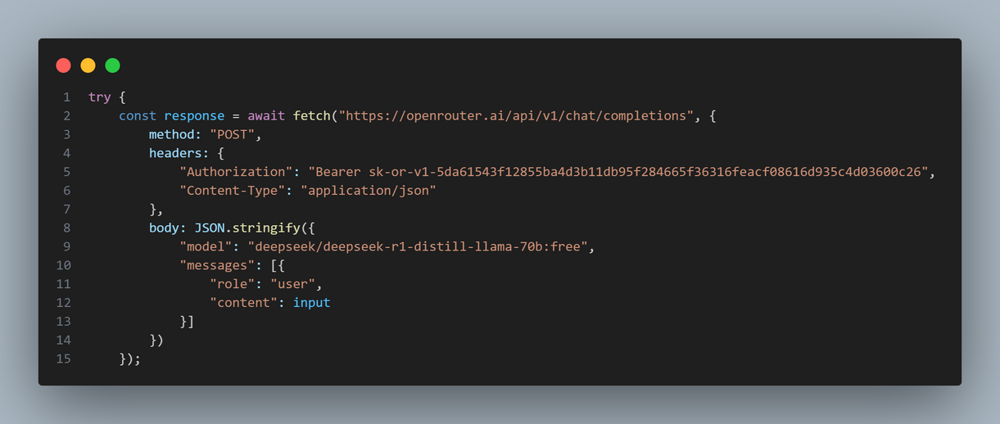 1 try {
2 const response = await fetch("https://openrouter.ai/api/v1/chat/completions", {
3 method: "POST",
4 headers: {
5 "Authorization": "Bearer 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",
6 "Content-Type": "application/json"
7 },
8 body: JSON.stringify({
9 "model": "deepseek/deepseek-r1-distill-llama-70b:free",
10 "messages": [{
11 "role": "user",
12 "content": input
13 }]
14 })
15 });